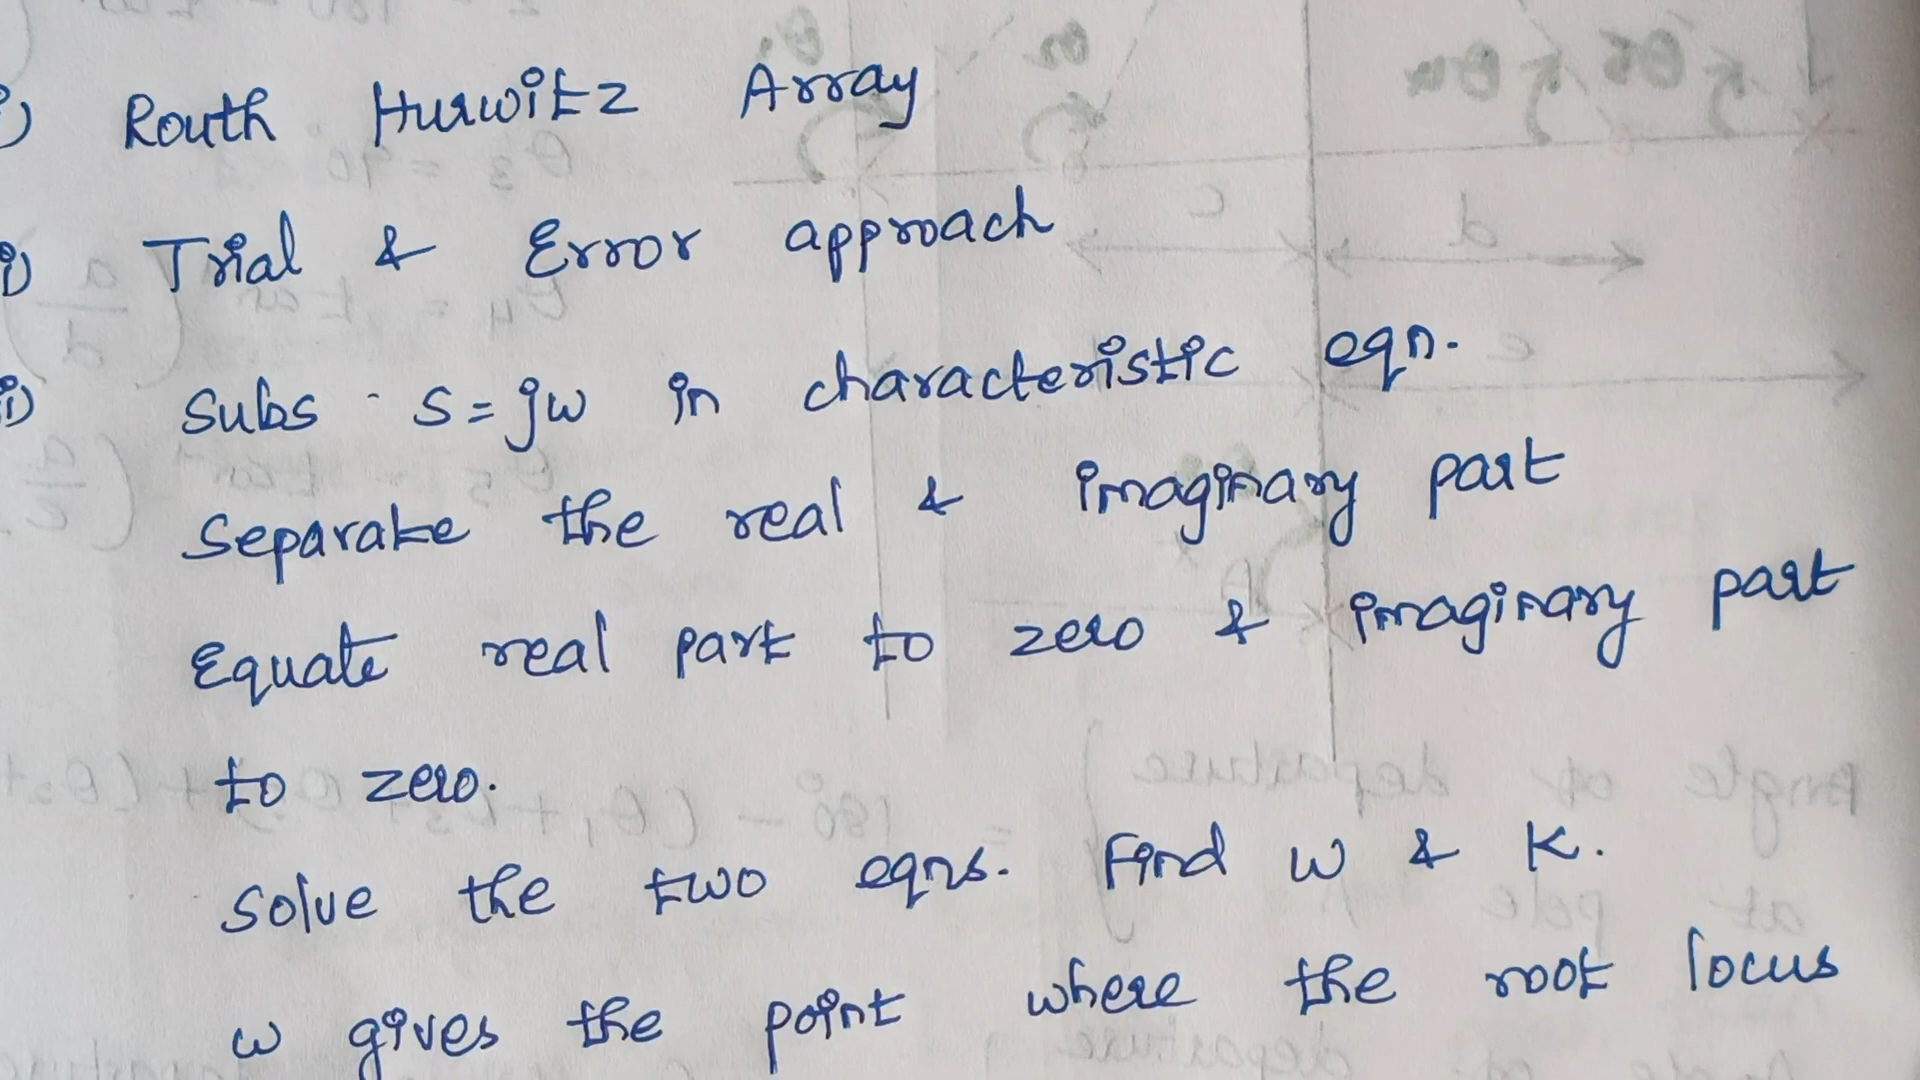 i) Routh Hurwitz Array
i) Trial & Error approach
i) Subs. s = jω in characteristic eqn.
Separate the real & imaginary part
Equate real part to zero & imaginary part
to zero.
Solve the two eqns. Find ω & K.
ω gives the point where the root locus